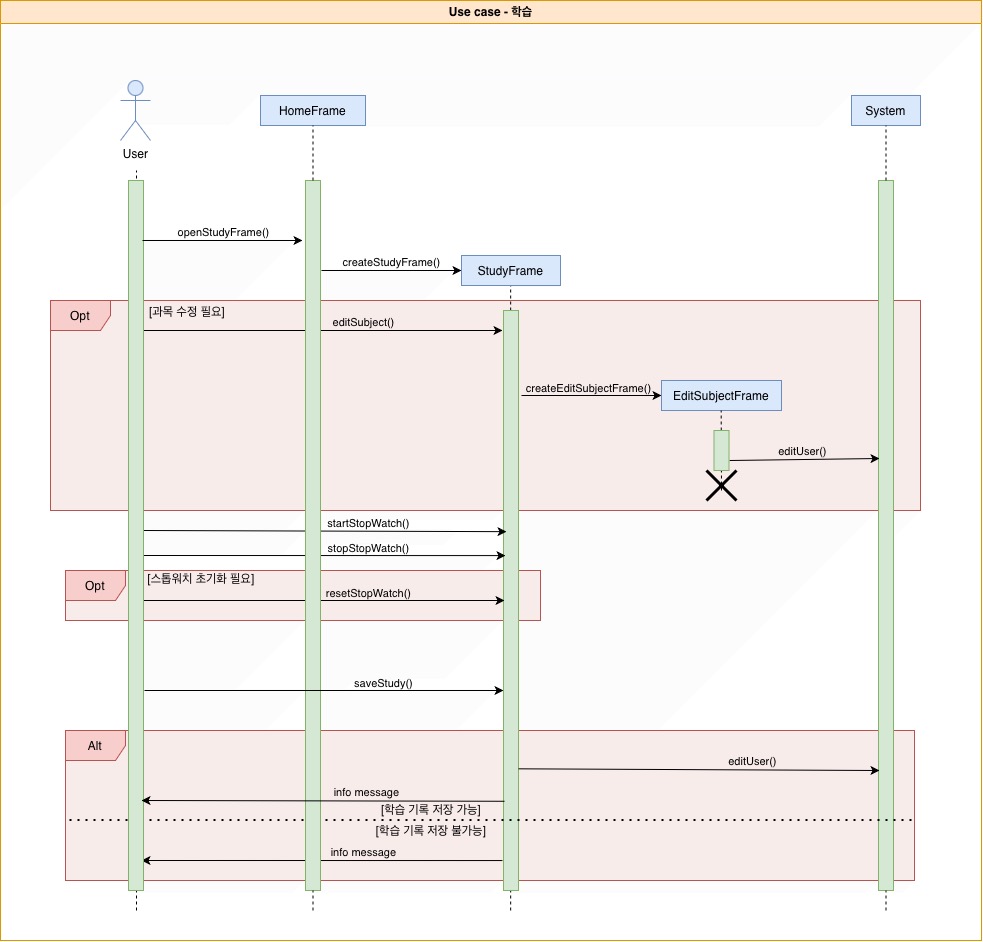 Use case - 학습
User
HomeFrame
System
openStudyFrame()
createStudyFrame()
StudyFrame
Opt
[과목 수정 필요]
editSubject()
createEditSubjectFrame()
EditSubjectFrame
editUser()
startStopWatch()
stopStopWatch()
Opt
[스톱워치 초기화 필요]
resetStopWatch()
saveStudy()
Alt
editUser()
info message
[학습 기록 저장 가능]
[학습 기록 저장 불가능]
info message